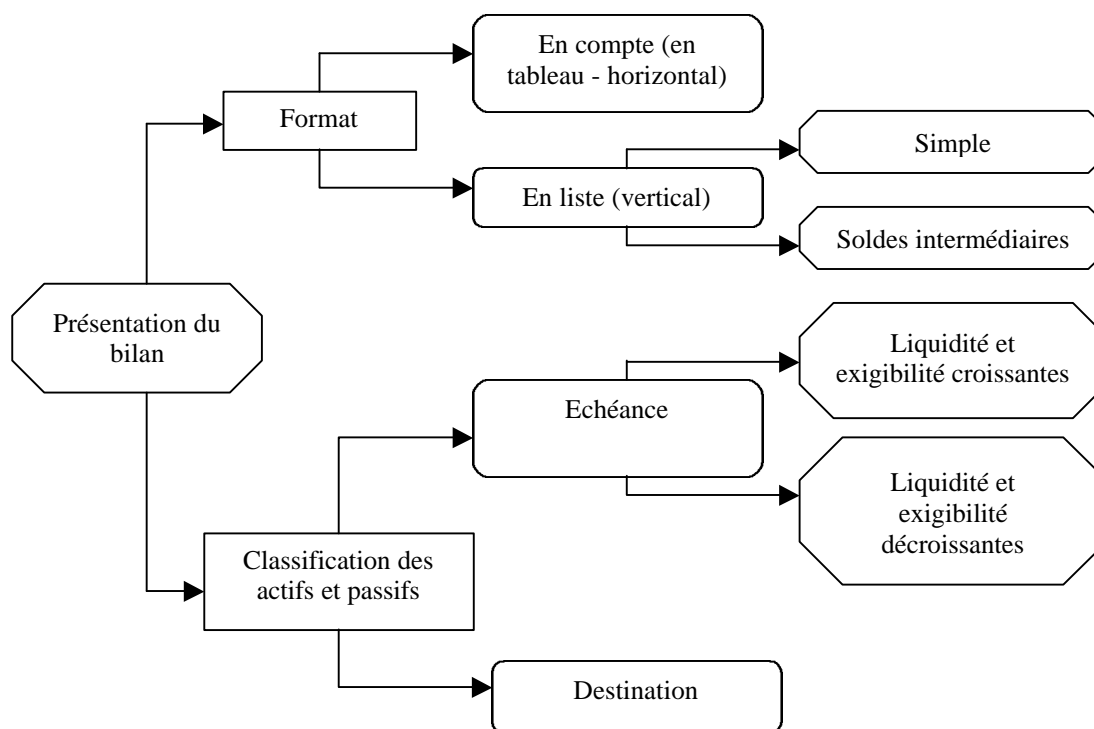 En compte (en
tableau - horizontal)
Format
Simple
En liste (vertical)
Soldes intermédiaires
Présentation du
bilan
Liquidité et
exigibilité croissantes
Echéance
Liquidité et
exigibilité
décroissantes
Classification des
actifs et passifs
Destination